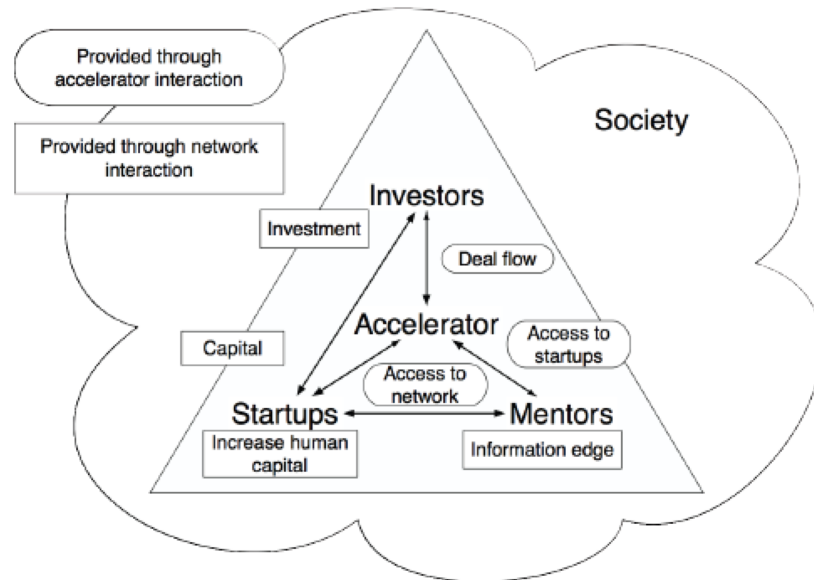 Provided through
accelerator interaction
Society
Provided through network
interaction
Investors
Investment
Deal flow
Accelerator
Access to
startups
Capital
Access to
network
Startups
Mentors
Increase human
capital
Information edge